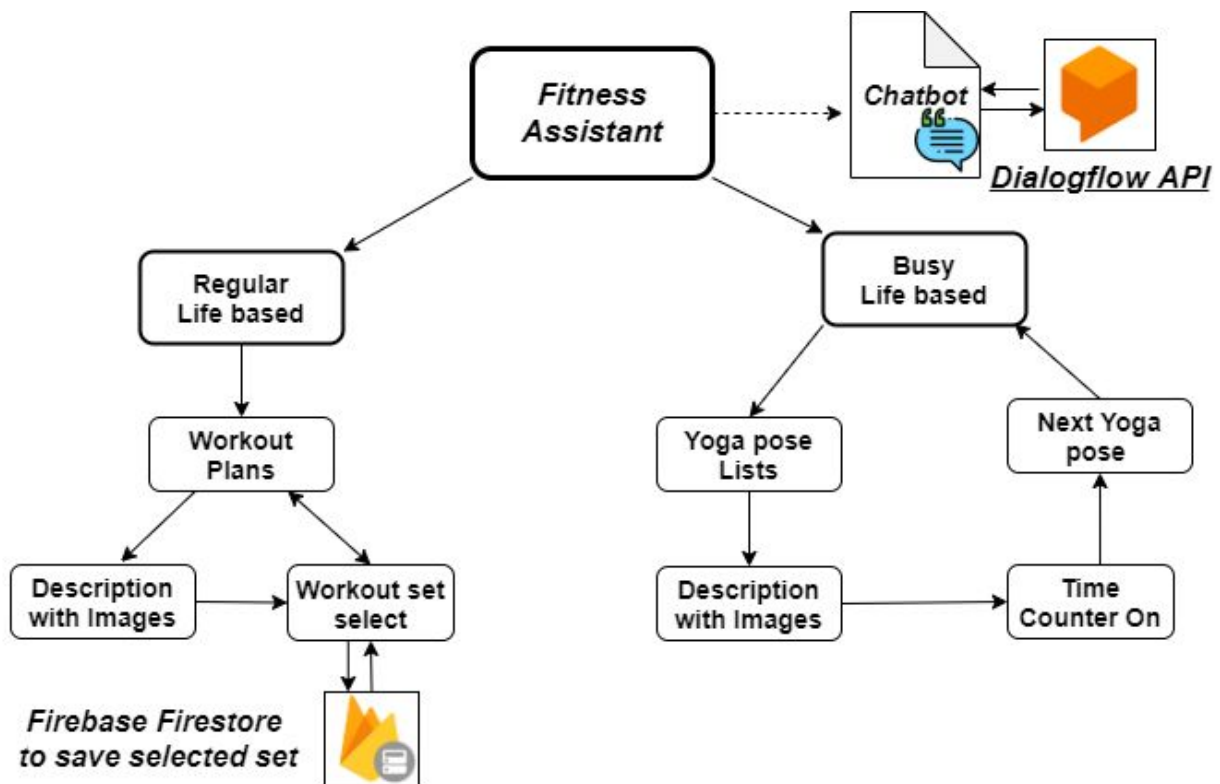 Fitness
Assistant
Chatbot
Dialogflow API
Regular
Life based
Busy
Life based
Workout
Plans
Yoga pose
Lists
Next Yoga
pose
Description
with Images
Workout set
select
Description
with Images
Time
Counter On
Firebase Firestore
to save selected set